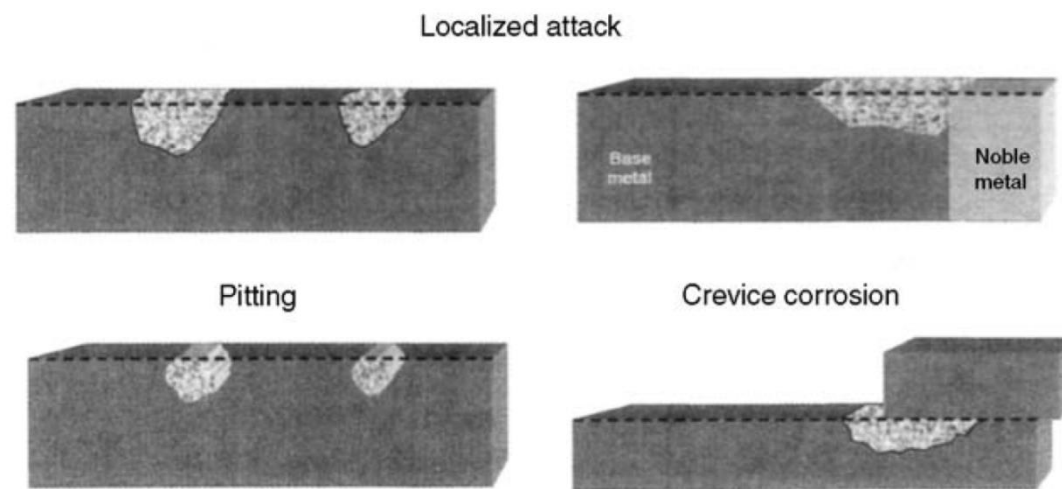 Localized attack
Base
metal
Noble
metal
Pitting
Crevice corrosion